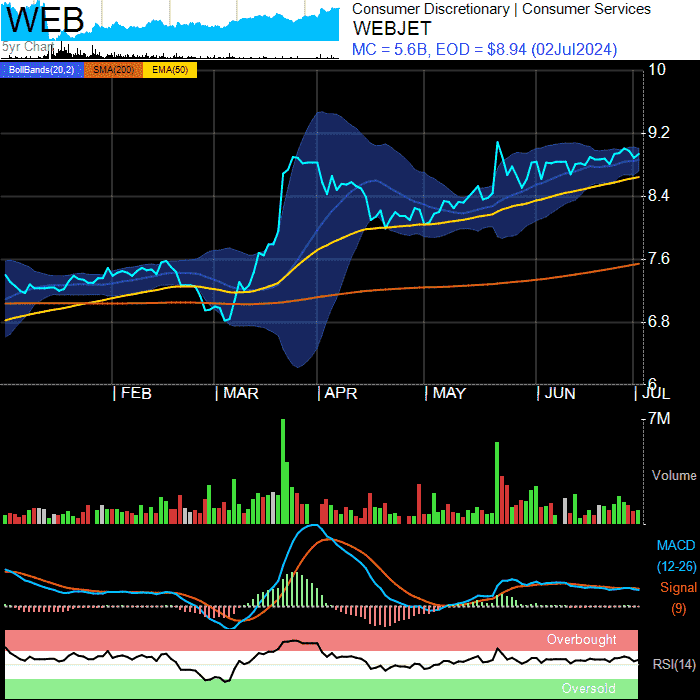 WEB
5yr Chart
Consumer Discretionary | Consumer Services
WEBJET
MC = 5.6B, EOD = $8.94 (02Jul2024)
BollBands(20,2) SMA(200) EMA(50)
10
9.2
8.4
7.6
6.8
6
FEB MAR APR MAY JUN JUL
7M
Volume
MACD
(12-26)
Signal
(9)
Overbought
RSI(14)
Oversold